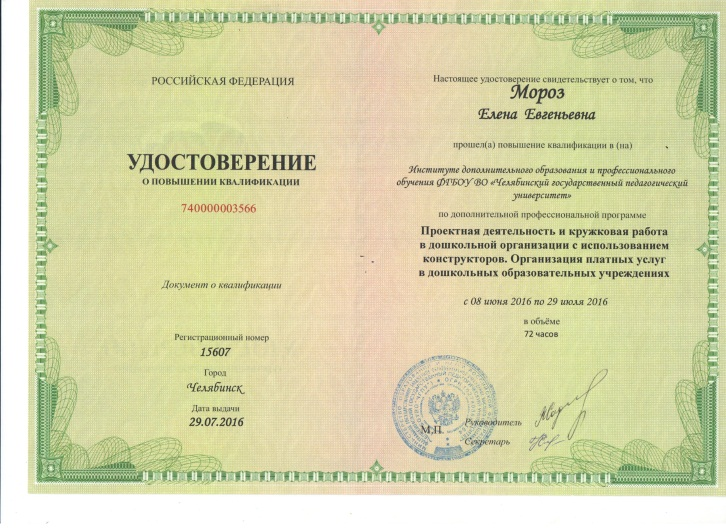 РОССИЙСКАЯ ФЕДЕРАЦИЯ
УДОСТОВЕРЕНИЕ
О ПОВЫШЕНИИ КВАЛИФИКАЦИИ
740000003566
Документ о квалификации
Регистрационный номер
15607
Город
Челябинск
Дата выдачи
29.07.2016
Настоящее удостоверение свидетельствует о том, что
Мороз
Елена Евгеньевна
прошел(а) повышение квалификации в (на)
Институте дополнительного образования и профессионального
обучения ФГБОУ ВО «Челябинский государственный педагогический
университет»
по дополнительной профессиональной программе
Проектная деятельность и кружковая работа
в дошкольной организации с использованием
конструкторов. Организация платных услуг
в дошкольных образовательных учреждениях
с 08 июня 2016 по 29 июля 2016
в объёме
72 часов
М.П.
Руководитель
Секретарь